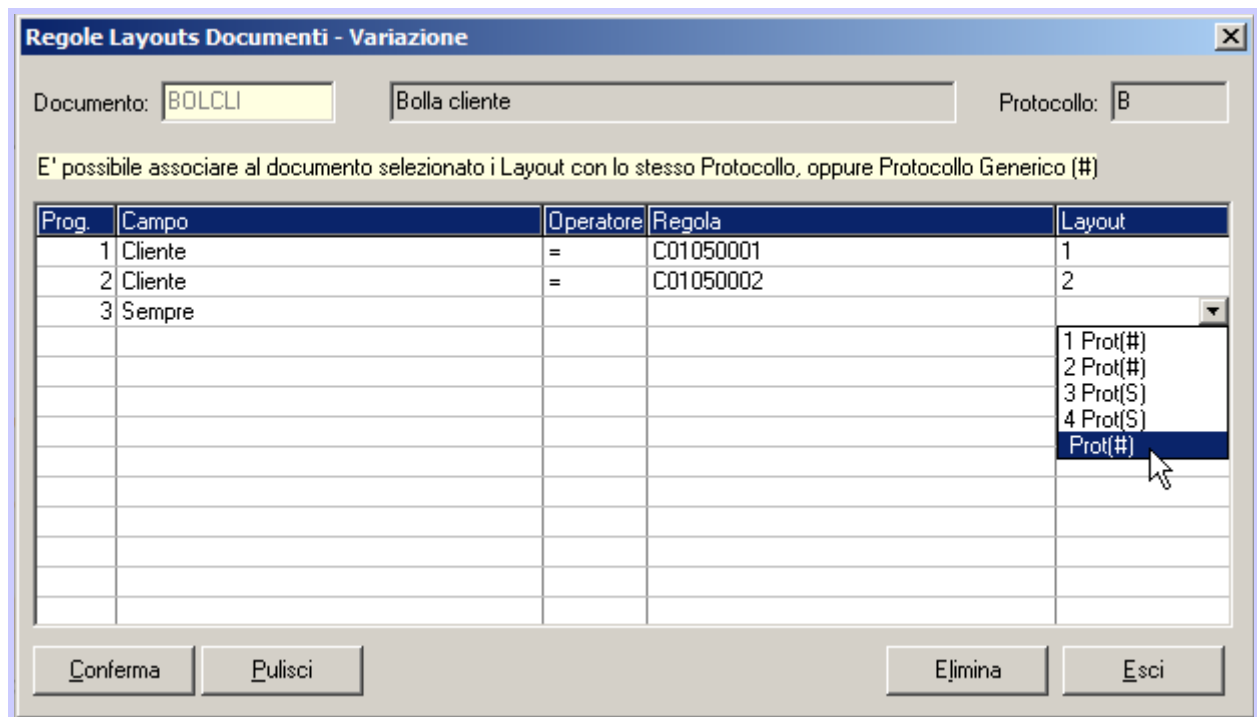 Regole Layouts Documenti - Variazione
Documento: BOLCLI Bolla cliente Protocollo: B
E' possibile associare al documento selezionato i Layout con lo stesso Protocollo, oppure Protocollo Generico (#)
Prog. Campo Operatore Regola Layout
1 Cliente = C01050001 1
2 Cliente = C01050002 2
3 Sempre
1 Prot(#)
2 Prot(#)
3 Prot(S)
4 Prot(S)
Prot(#)
Conferma Pulisci Elimina Esci